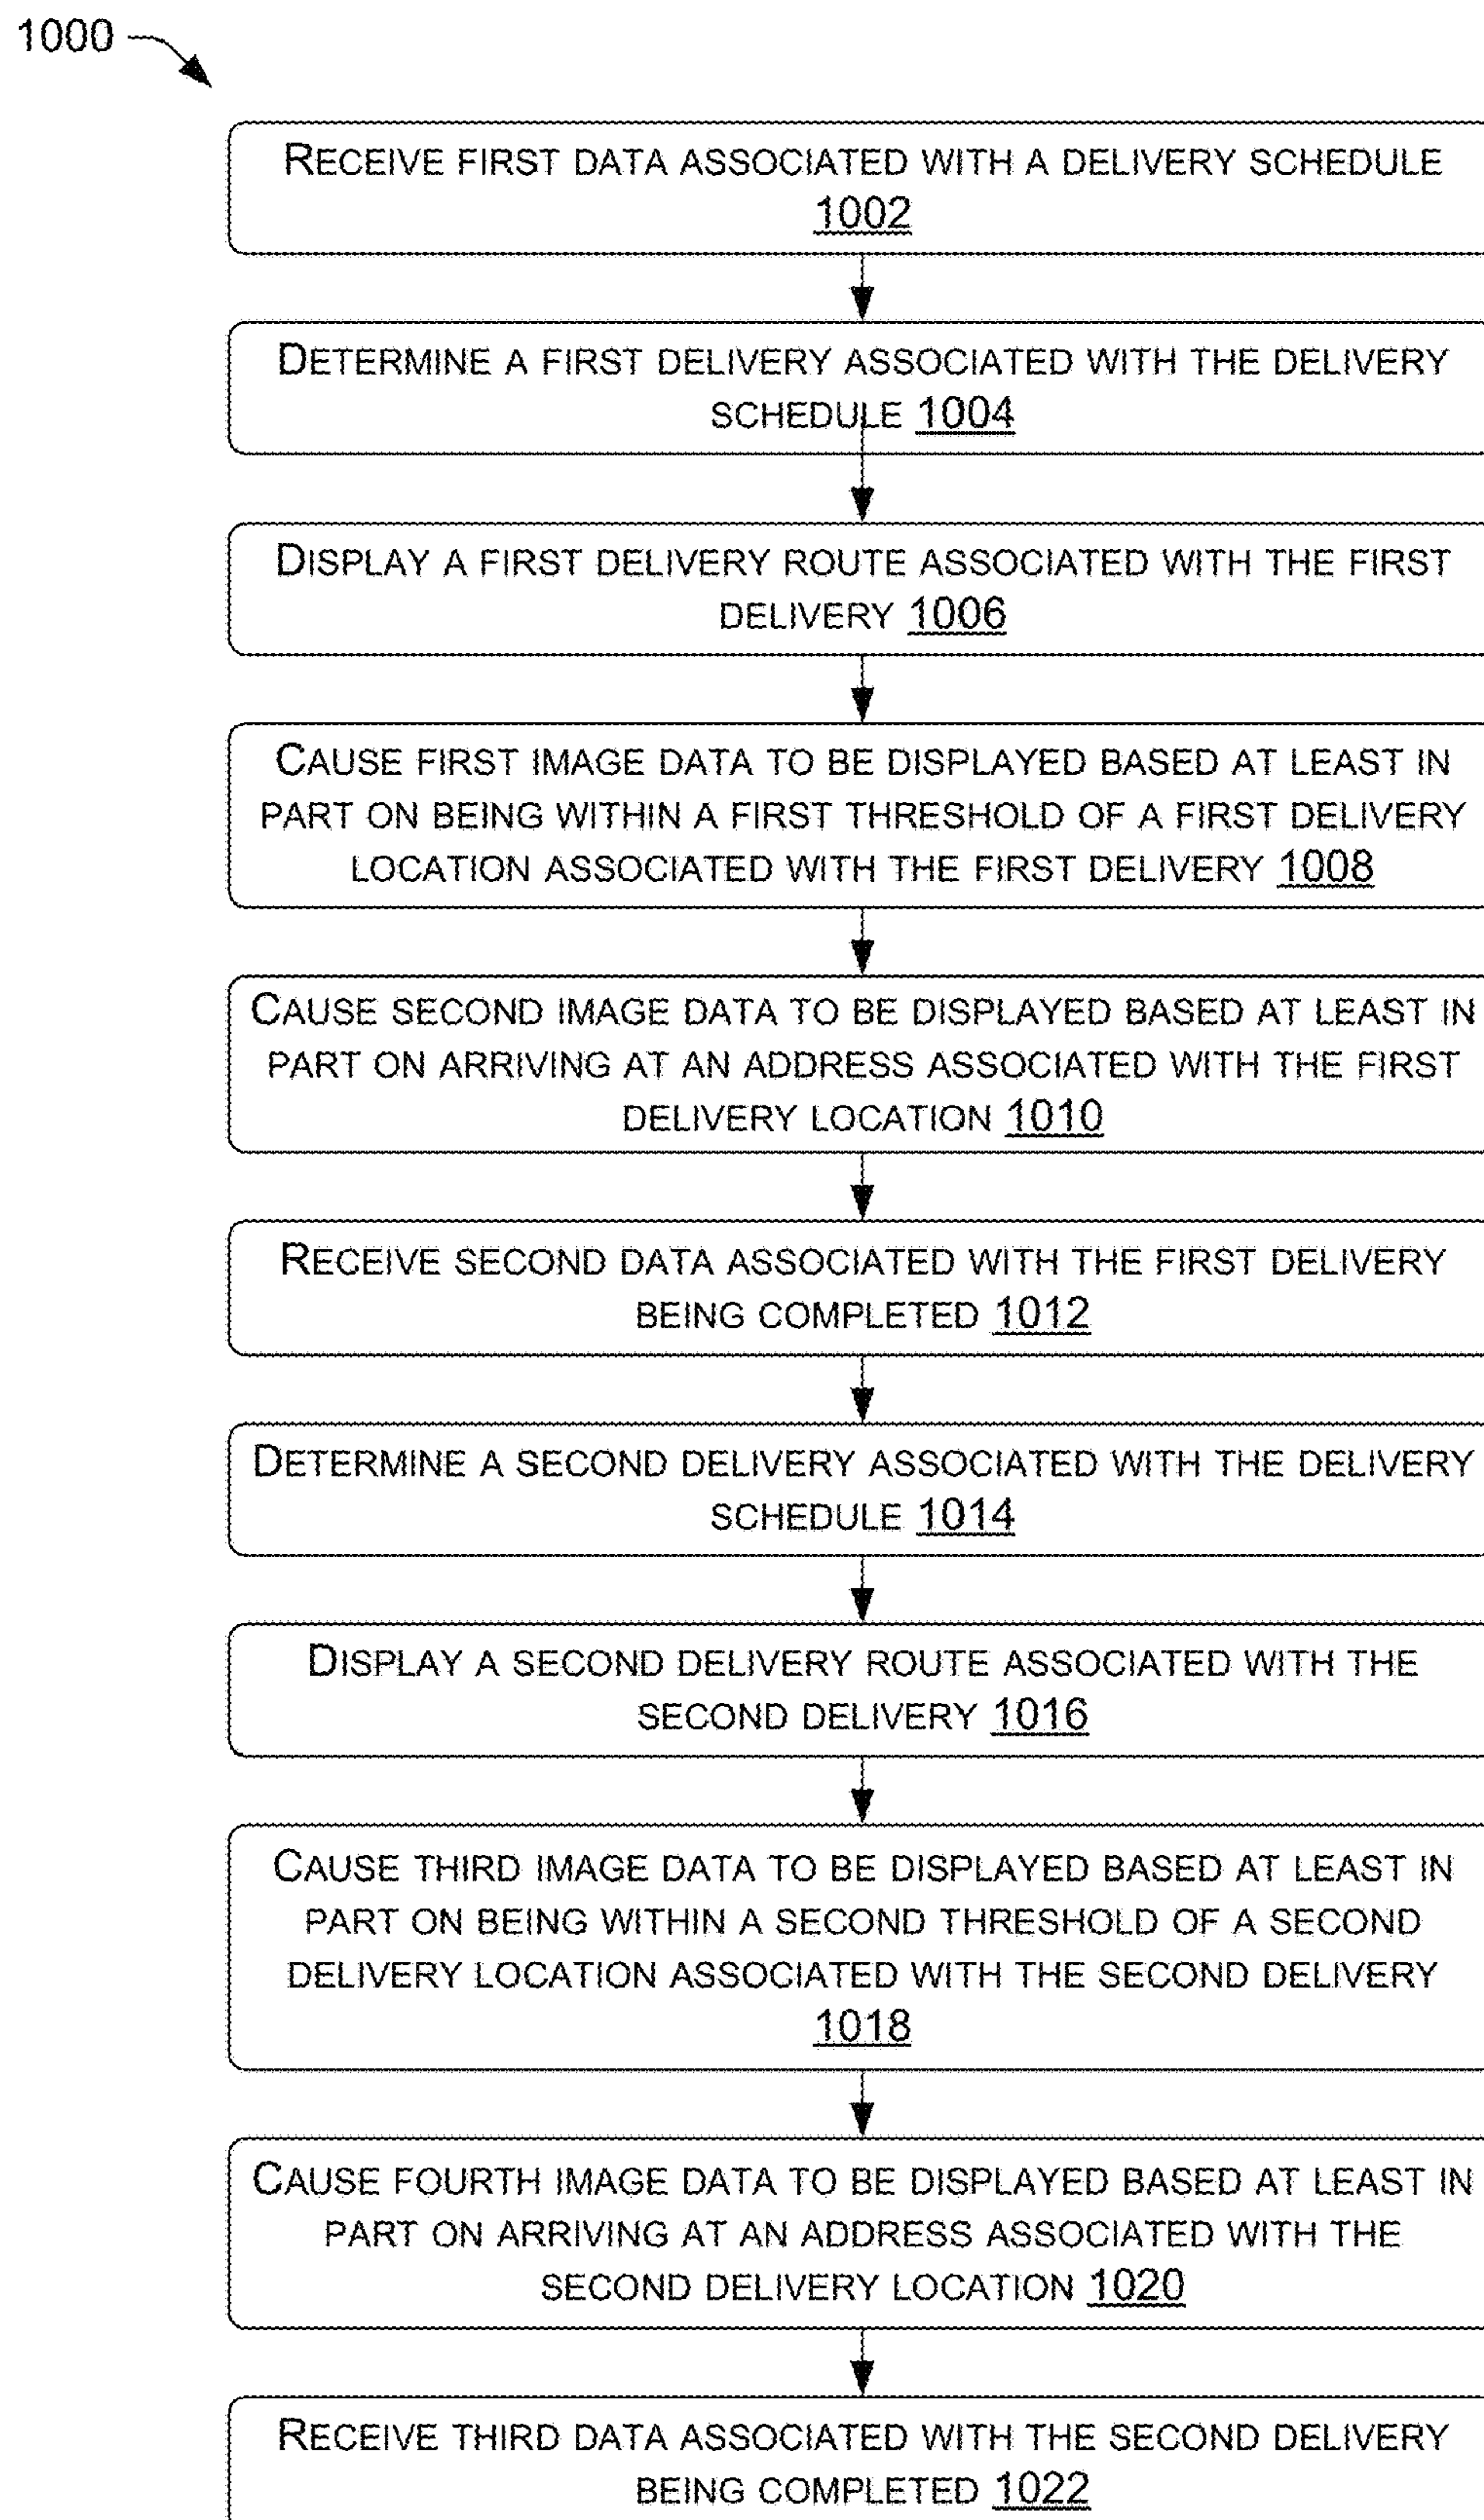 1000
RECEIVE FIRST DATA ASSOCIATED WITH A DELIVERY SCHEDULE
1002
DETERMINE A FIRST DELIVERY ASSOCIATED WITH THE DELIVERY
SCHEDULE 1004
DISPLAY A FIRST DELIVERY ROUTE ASSOCIATED WITH THE FIRST
DELIVERY 1006
CAUSE FIRST IMAGE DATA TO BE DISPLAYED BASED AT LEAST IN
PART ON BEING WITHIN A FIRST THRESHOLD OF A FIRST DELIVERY
LOCATION ASSOCIATED WITH THE FIRST DELIVERY 1008
CAUSE SECOND IMAGE DATA TO BE DISPLAYED BASED AT LEAST IN
PART ON ARRIVING AT AN ADDRESS ASSOCIATED WITH THE FIRST
DELIVERY LOCATION 1010
RECEIVE SECOND DATA ASSOCIATED WITH THE FIRST DELIVERY
BEING COMPLETED 1012
DETERMINE A SECOND DELIVERY ASSOCIATED WITH THE DELIVERY
SCHEDULE 1014
DISPLAY A SECOND DELIVERY ROUTE ASSOCIATED WITH THE
SECOND DELIVERY 1016
CAUSE THIRD IMAGE DATA TO BE DISPLAYED BASED AT LEAST IN
PART ON BEING WITHIN A SECOND THRESHOLD OF A SECOND
DELIVERY LOCATION ASSOCIATED WITH THE SECOND DELIVERY
1018
CAUSE FOURTH IMAGE DATA TO BE DISPLAYED BASED AT LEAST IN
PART ON ARRIVING AT AN ADDRESS ASSOCIATED WITH THE
SECOND DELIVERY LOCATION 1020
RECEIVE THIRD DATA ASSOCIATED WITH THE SECOND DELIVERY
BEING COMPLETED 1022